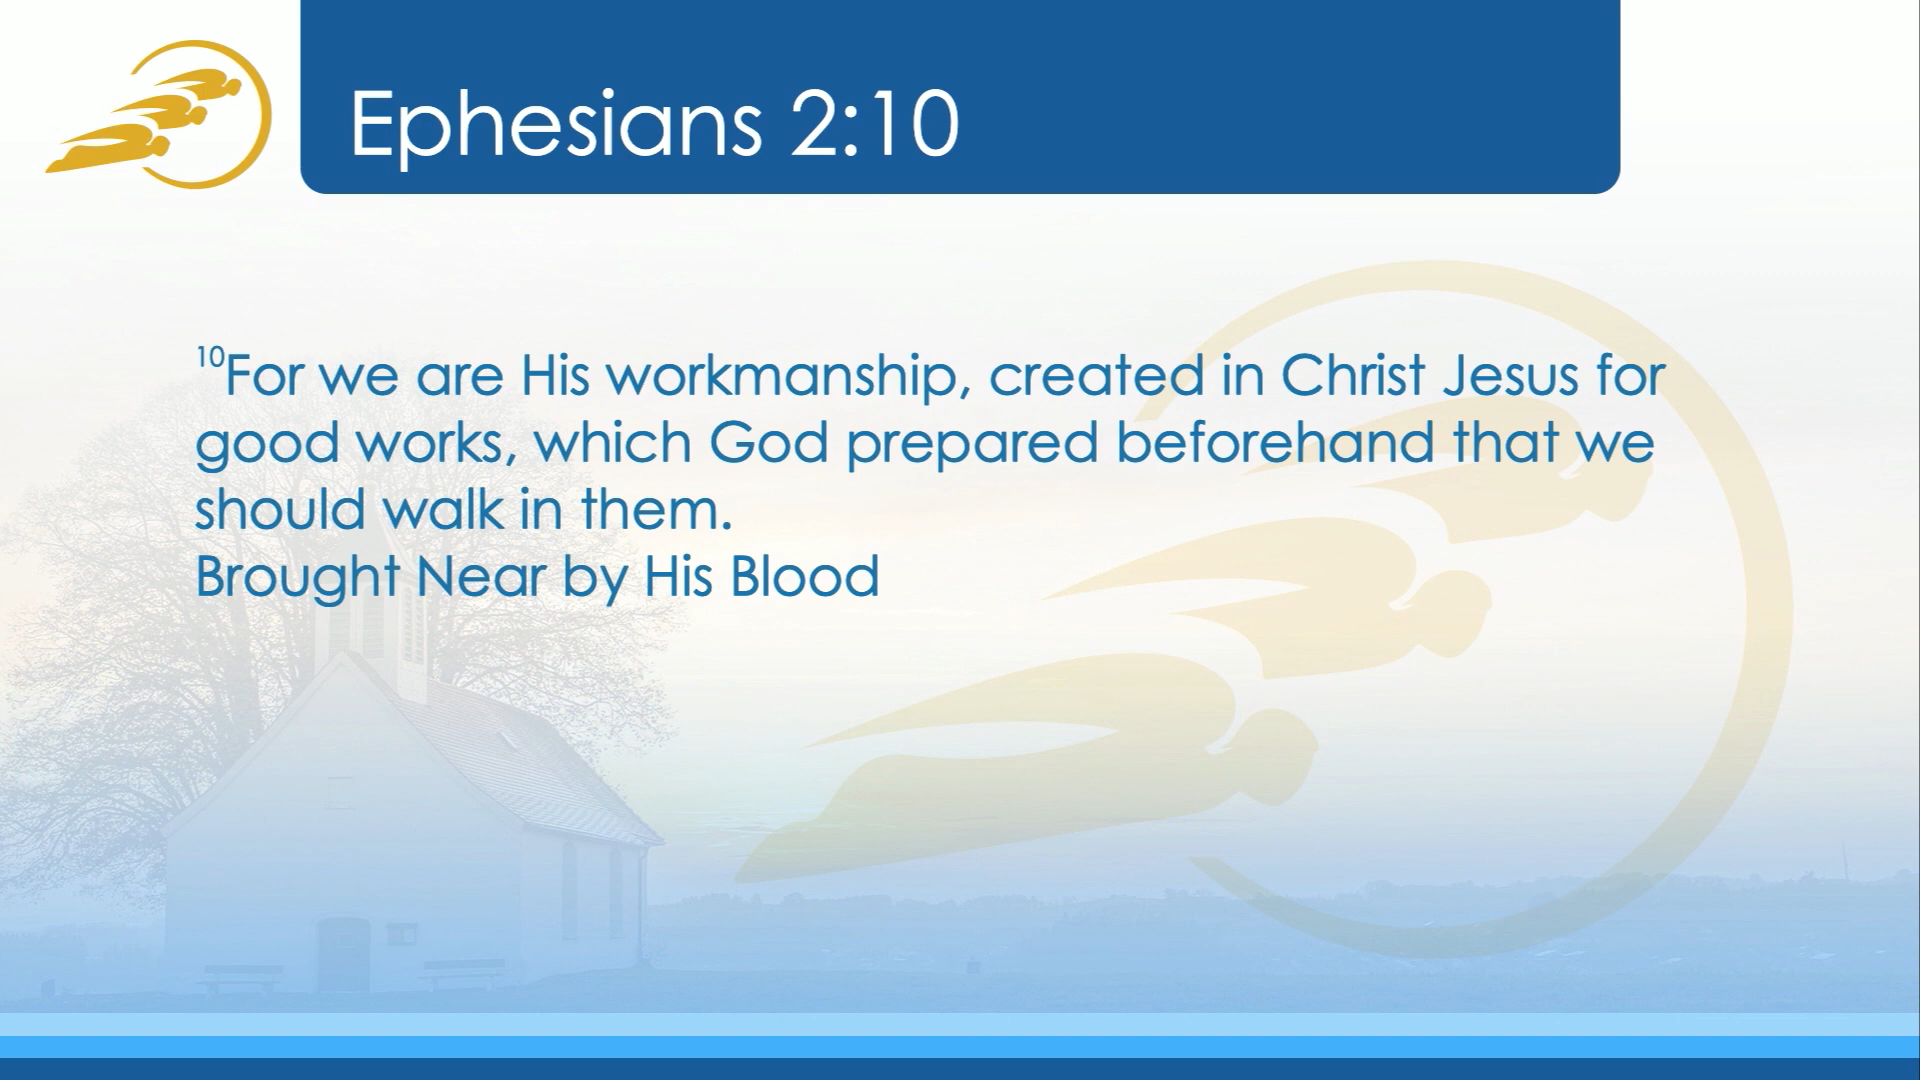 Ephesians 2:10
10For we are His workmanship, created in Christ Jesus for
good works, which God prepared beforehand that we
should walk in them.
Brought Near by His Blood